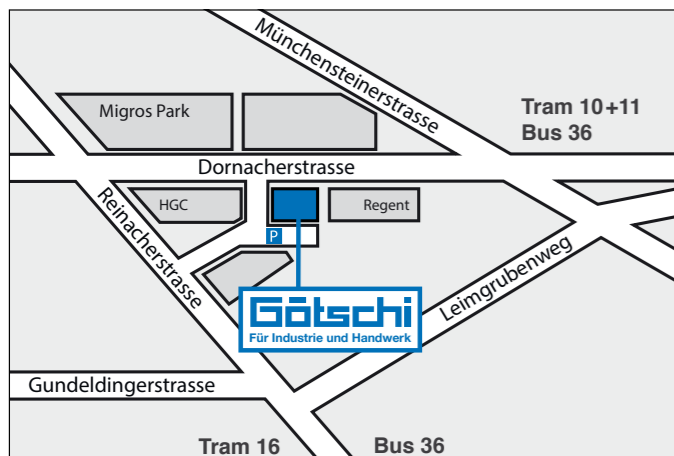 Münchensteinerstrasse
Migros Park
Tram 10+11
Bus 36
Dornacherstrasse
HGC
Regent
P
Reinacherstrasse
Leimgrubenweg
Götschi
Für Industrie und Handwerk
Gundeldingerstrasse
Tram 16
Bus 36